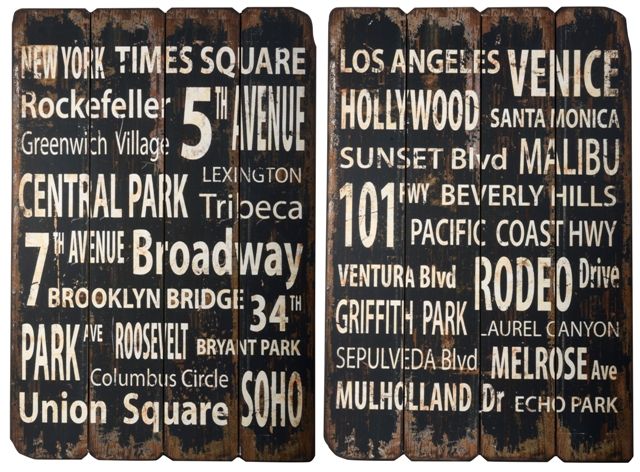 NEW YORK TIMES SQUARE
Rockefeller 5TH AVENUE
Greenwich Village
LEXINGTON
CENTRAL PARK Tribeca
7TH AVENUE Broadway
BROOKLYN BRIDGE 34TH
PARK AVE ROOSEVELT BRYANT PARK
Columbus Circle SOHO
Union Square
LOS ANGELES VENICE
HOLLYWOOD SANTA MONICA
SUNSET Blvd MALIBU
101 FWY BEVERLY HILLS
PACIFIC COAST HWY
VENTURA Blvd RODEO Drive
GRIFFITH PARK LAUREL CANYON
SEPULVEDA Blvd MELROSE Ave
MULHOLLAND Dr ECHO PARK